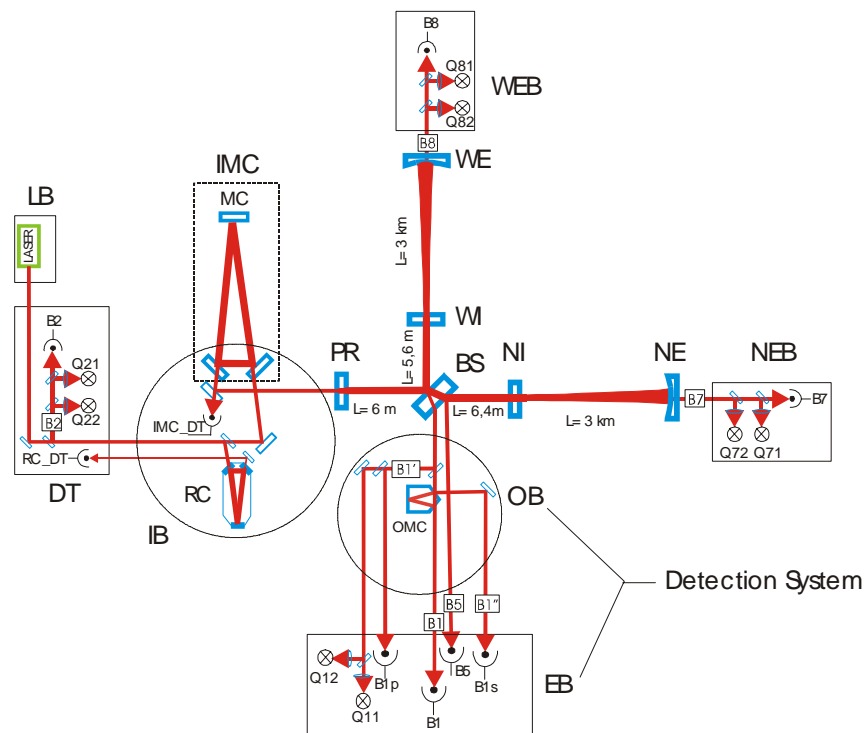 B8
Q81
WEB
Q82
B8
WE
IMC
MC
LB
LASER
L= 3 km
B2
PR
WI
BS
NI
NE
NEB
Q21
L= 5,6 m
Q22
B2
L= 6 m
L= 6,4m
L= 3 km
B7
B7
IMC_DT
Q72
Q71
RC_DT
B1′
OB
DT
RC
OMC
IB
Detection System
B5
B1″
B1
Q12
B1p
B5
B1s
EB
Q11
B1